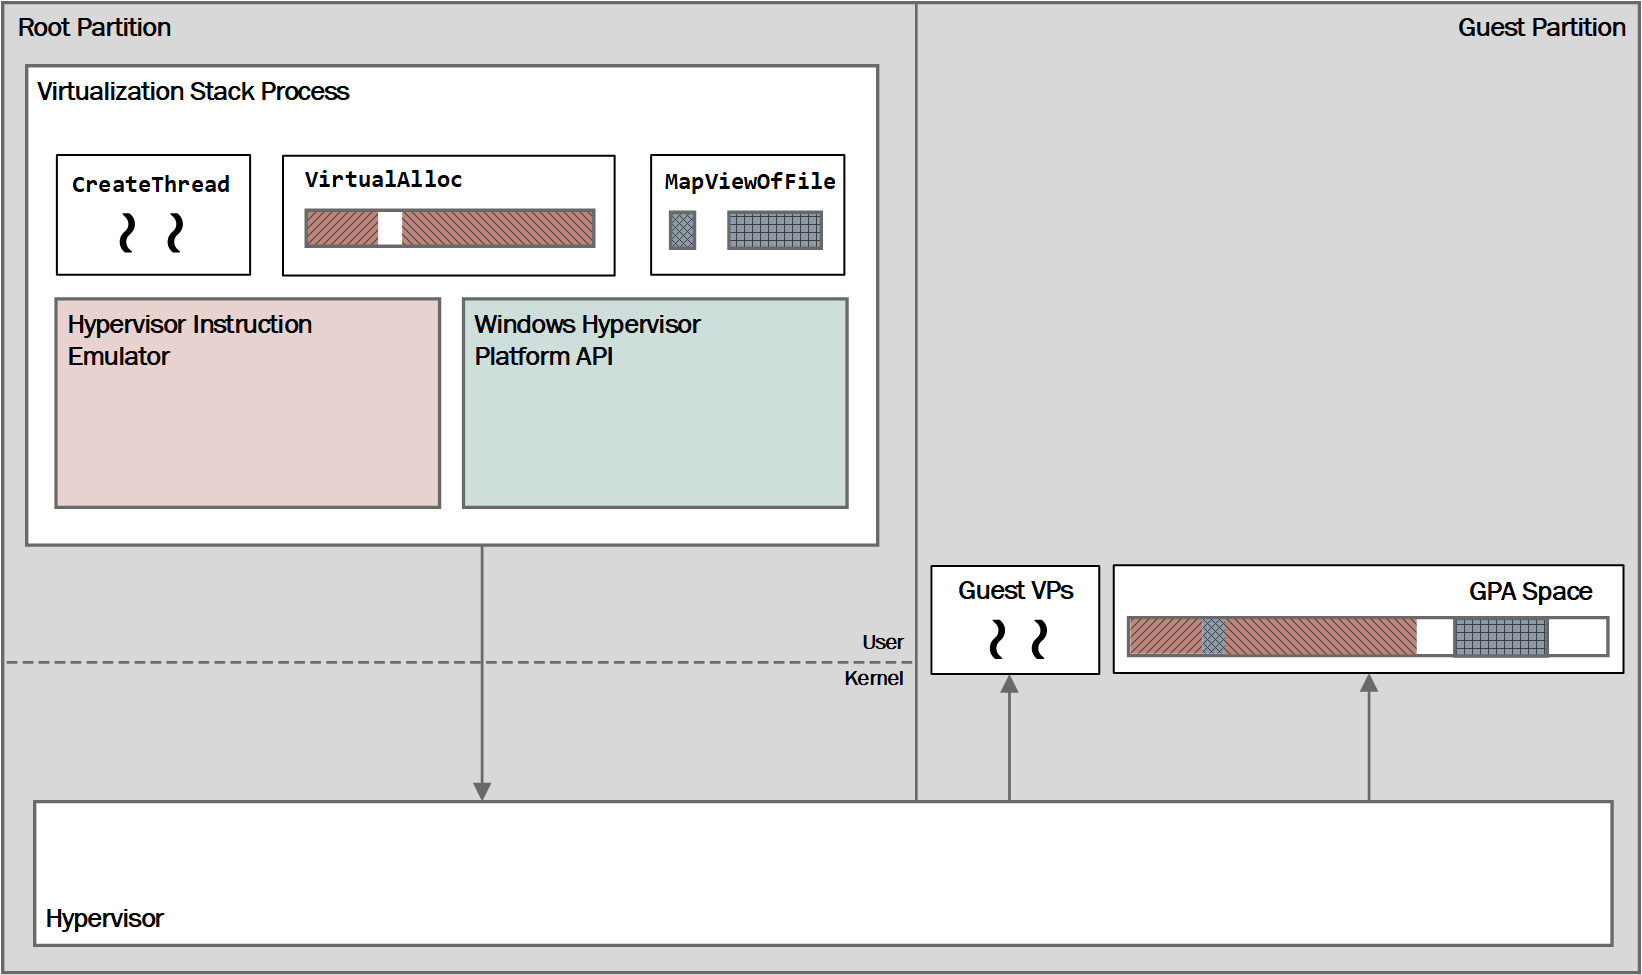 Root Partition
Guest Partition
Virtualization Stack Process
CreateThread
VirtualAlloc
MapViewOfFile
Hypervisor Instruction
Emulator
Windows Hypervisor
Platform API
Guest VPs
GPA Space
User
Kernel
Hypervisor